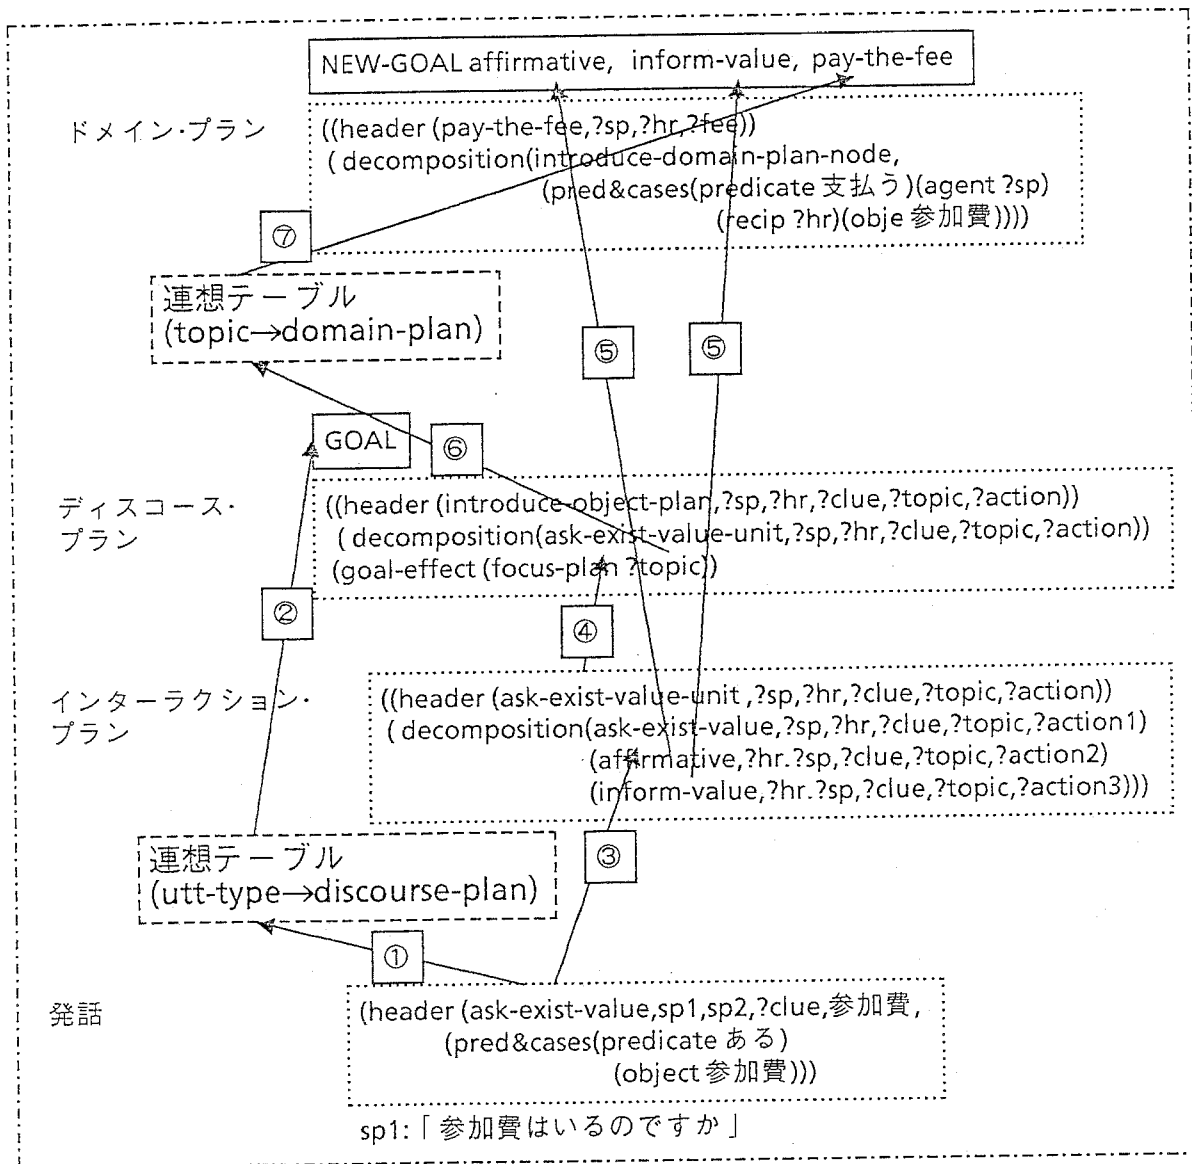 NEW-GOAL affirmative, inform-value, pay-the-fee
ドメイン･プラン
((header (pay-the-fee,?sp,?hr,?fee))
( decomposition(introduce-domain-plan-node,
(pred&cases(predicate 支払う)(agent ?sp)
(recip ?hr)(obje 参加費))))
⑦
連想テーブル
(topic→domain-plan)
⑤
⑤
GOAL
⑥
ディスコース･
プラン
((header (introduce-object-plan,?sp,?hr,?clue,?topic,?action))
( decomposition(ask-exist-value-unit,?sp,?hr,?clue,?topic,?action))
(goal-effect (focus-plan ?topic))
②
④
インターラクション･
プラン
((header (ask-exist-value-unit ,?sp,?hr,?clue,?topic,?action))
( decomposition(ask-exist-value,?sp,?hr,?clue,?topic,?action1)
(affirmative,?hr.?sp,?clue,?topic,?action2)
(inform-value,?hr.?sp,?clue,?topic,?action3)))
連想テーブル
(utt-type→discourse-plan)
③
①
発話
(header (ask-exist-value,sp1,sp2,?clue,参加費,
(pred&cases(predicate ある)
(object 参加費)))
sp1:「参加費はいるのですか」